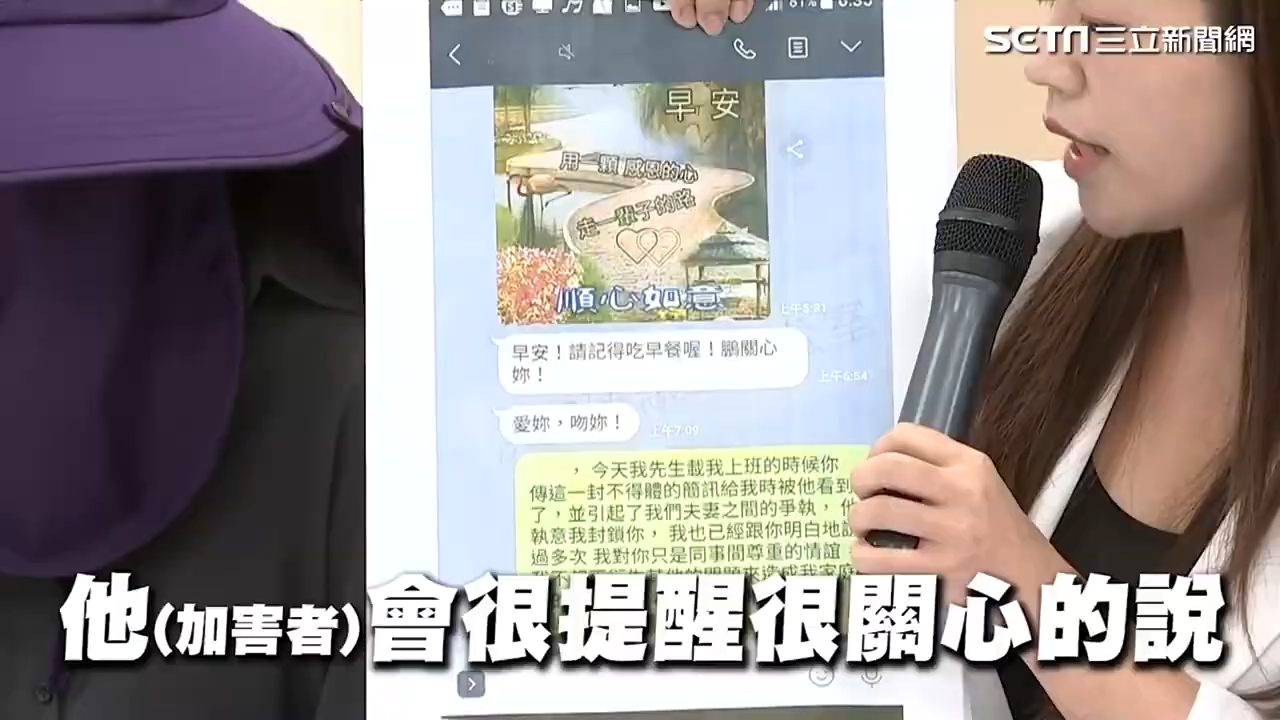 81%
6:35
SETN三立新聞網
早安
用一顆 感恩的心
走一輩子的路
順心如意
上午5:31
早安！請記得吃早餐喔！鵬關心
妳！
上午6:54
愛妳，吻妳！
上午7:09
， 今天我先生載我上班的時候你
傳這一封不得體的簡訊給我時被他看到
了，並引起了我們夫妻之間的爭執， 他
執意我封鎖你， 我也已經跟你明白地說
過多次 我對你只是同事間尊重的情誼
他(加害者)會很提醒很關心的說